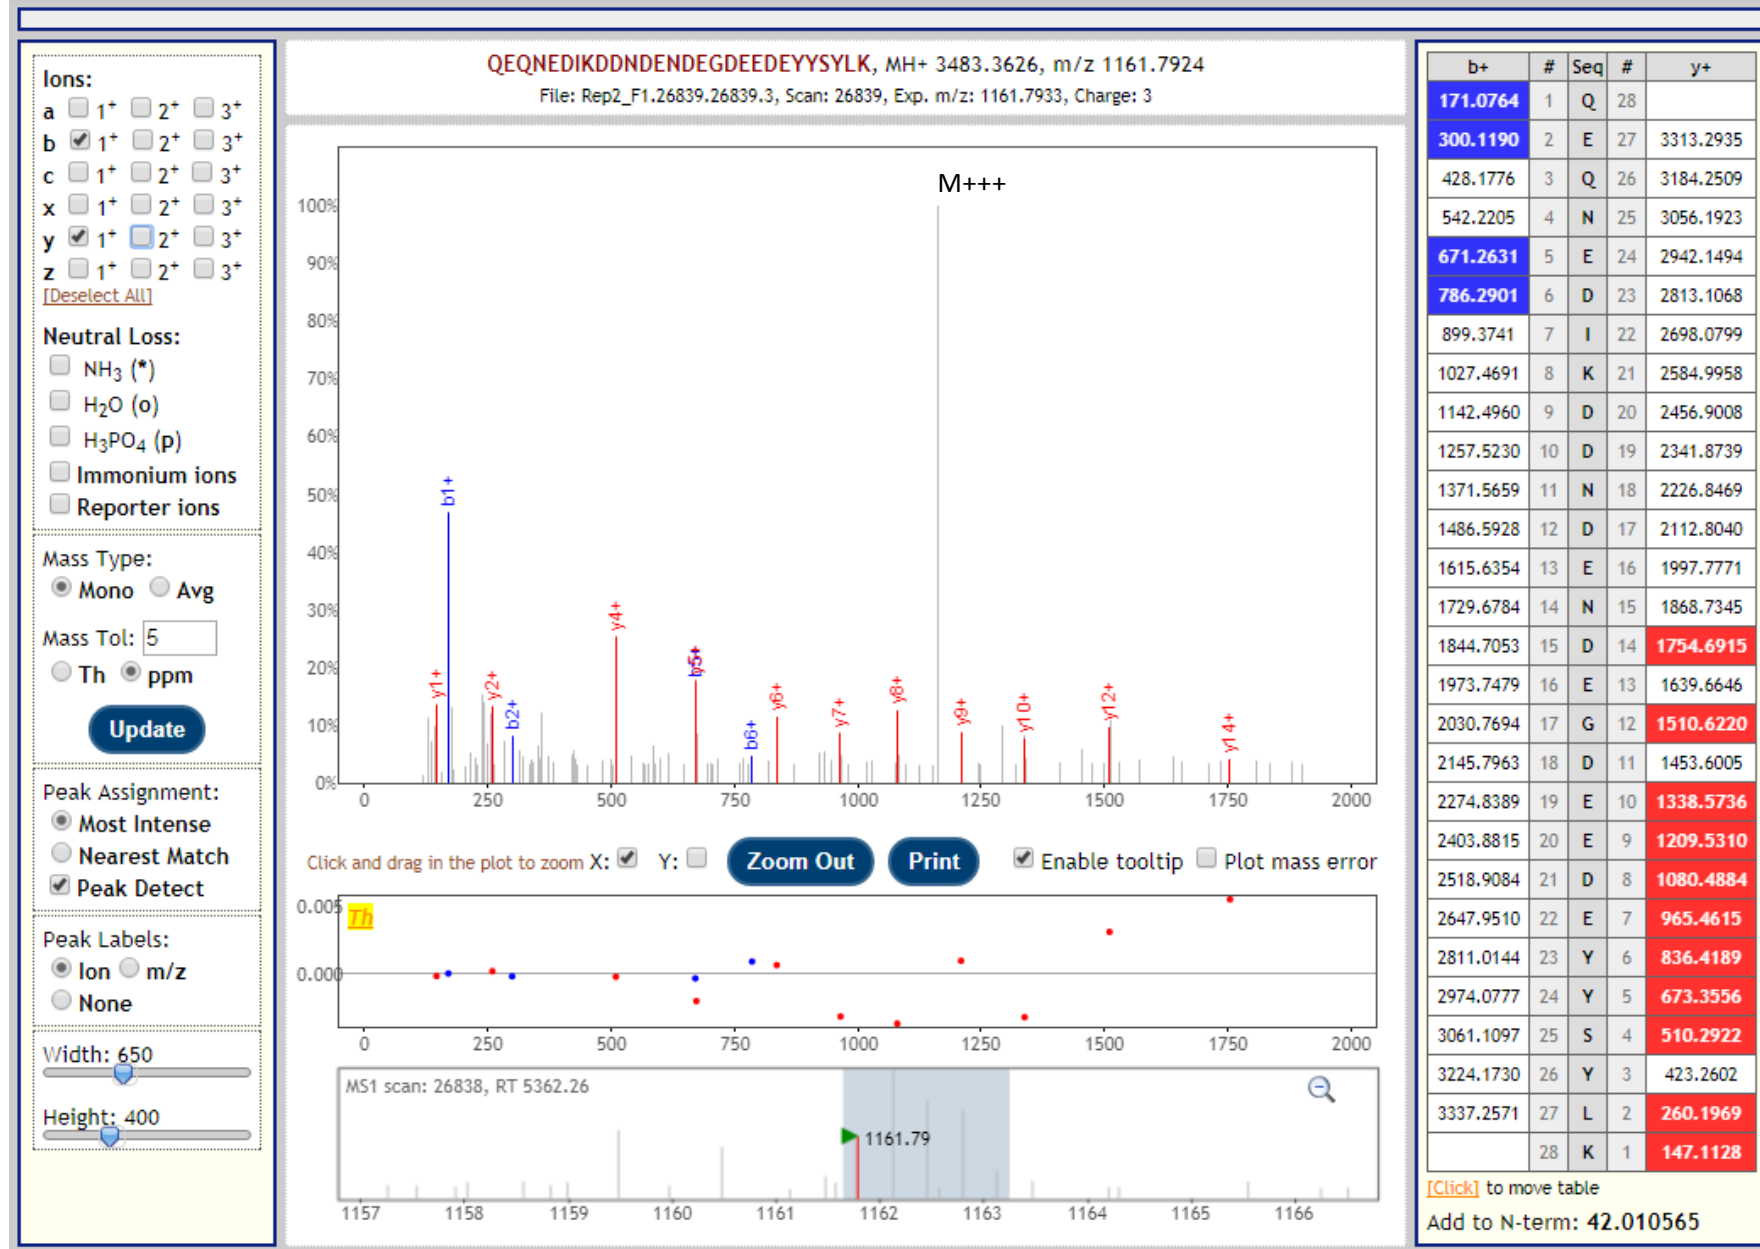 Ions:
a 1+ 2+ 3+
b 1+ 2+ 3+
c 1+ 2+ 3+
x 1+ 2+ 3+
y 1+ 2+ 3+
z 1+ 2+ 3+
[Deselect All]
Neutral Loss:
NH3 (*)
H2O (o)
H3PO4 (p)
Immonium ions
Reporter ions
Mass Type:
Mono Avg
Mass Tol: 5
Th ppm
Update
Peak Assignment:
Most Intense
Nearest Match
Peak Detect
Peak Labels:
Ion m/z
None
Width: 650
Height: 400
QEQNEDIKDDNDENDEGDEEDEYYSYLK, MH+ 3483.3626, m/z 1161.7924
File: Rep2_F1.26839.26839.3, Scan: 26839, Exp. m/z: 1161.7933, Charge: 3
M+++
100%
90%
80%
70%
60%
50%
40%
30%
20%
10%
0%
y1+
b1+
y2+
b2+
y4+
y5+
b6+
y6+
y7+
y8+
y9+
y10+
y12+
y14+
0 250 500 750 1000 1250 1500 1750 2000
Click and drag in the plot to zoom X: Y: Zoom Out Print Enable tooltip Plot mass error
0.005
Th
0.000
0 250 500 750 1000 1250 1500 1750 2000
MS1 scan: 26838, RT 5362.26
1161.79
1157 1158 1159 1160 1161 1162 1163 1164 1165 1166
b+ # Seq # y+
171.0764 1 Q 28
300.1190 2 E 27 3313.2935
428.1776 3 Q 26 3184.2509
542.2205 4 N 25 3056.1923
671.2631 5 E 24 2942.1494
786.2901 6 D 23 2813.1068
899.3741 7 I 22 2698.0799
1027.4691 8 K 21 2584.9958
1142.4960 9 D 20 2456.9008
1257.5230 10 D 19 2341.8739
1371.5659 11 N 18 2226.8469
1486.5928 12 D 17 2112.8040
1615.6354 13 E 16 1997.7771
1729.6784 14 N 15 1868.7345
1844.7053 15 D 14 1754.6915
1973.7479 16 E 13 1639.6646
2030.7694 17 G 12 1510.6220
2145.7963 18 D 11 1453.6005
2274.8389 19 E 10 1338.5736
2403.8815 20 E 9 1209.5310
2518.9084 21 D 8 1080.4884
2647.9510 22 E 7 965.4615
2811.0144 23 Y 6 836.4189
2974.0777 24 Y 5 673.3556
3061.1097 25 S 4 510.2922
3224.1730 26 Y 3 423.2602
3337.2571 27 L 2 260.1969
28 K 1 147.1128
[Click] to move table
Add to N-term: 42.010565